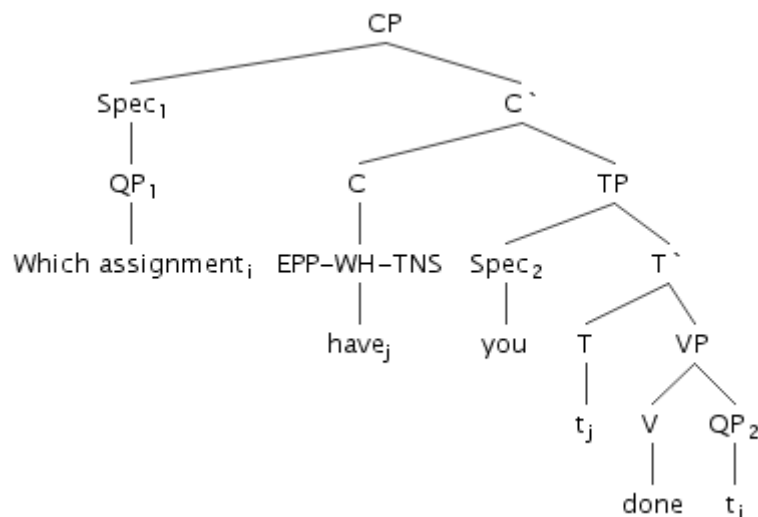 CP
Spec₁ C`
QP₁ C TP
Which assignmentᵢ EPP–WH–TNS Spec₂ T`
haveⱼ you T VP
tⱼ V QP₂
done tᵢ